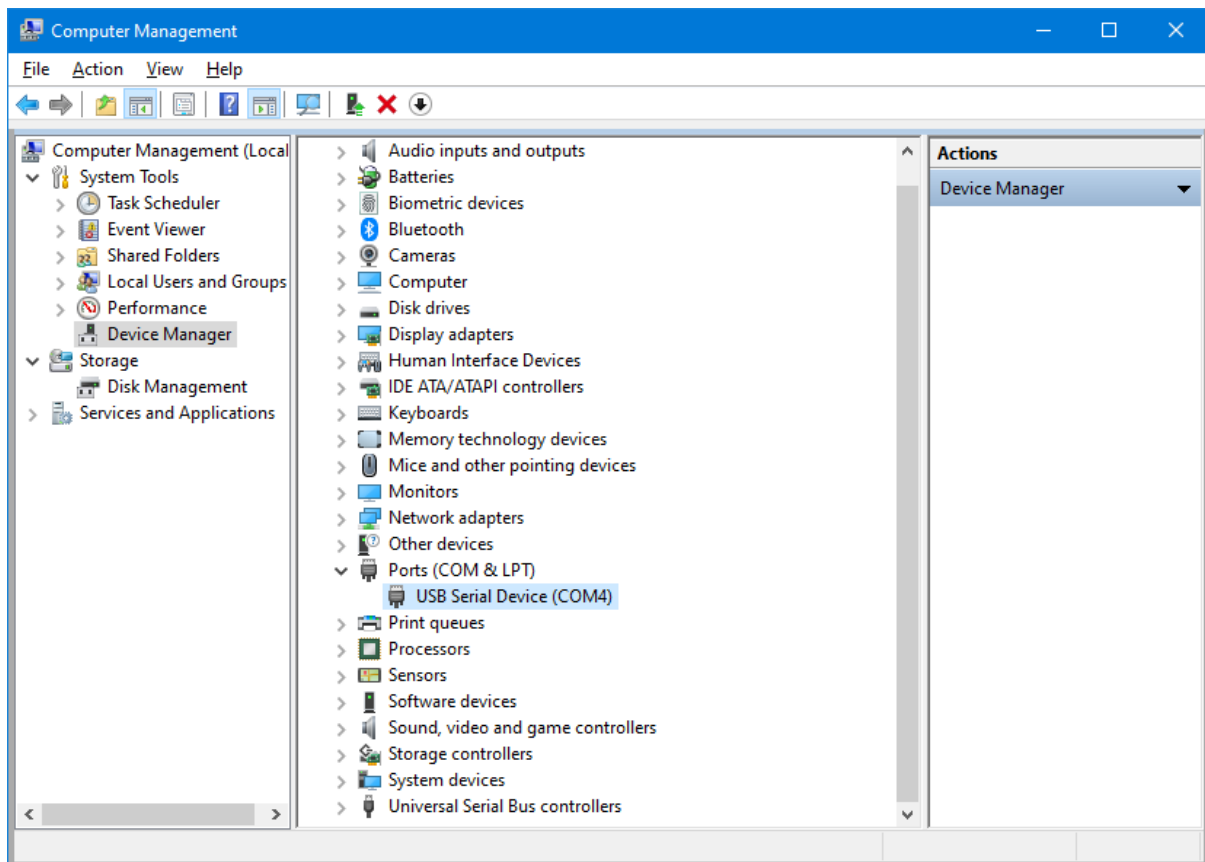 Computer Management
File Action View Help
Computer Management (Local
System Tools
Task Scheduler
Event Viewer
Shared Folders
Local Users and Groups
Performance
Device Manager
Storage
Disk Management
Services and Applications
Audio inputs and outputs
Batteries
Biometric devices
Bluetooth
Cameras
Computer
Disk drives
Display adapters
Human Interface Devices
IDE ATA/ATAPI controllers
Keyboards
Memory technology devices
Mice and other pointing devices
Monitors
Network adapters
Other devices
Ports (COM & LPT)
USB Serial Device (COM4)
Print queues
Processors
Sensors
Software devices
Sound, video and game controllers
Storage controllers
System devices
Universal Serial Bus controllers
Actions
Device Manager